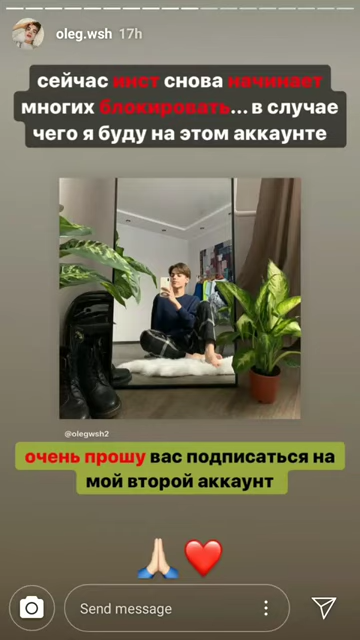 oleg.wsh 17h
сейчас инст снова начинает
многих блокировать... в случае
чего я буду на этом аккаунте
@olegwsh2
очень прошу вас подписаться на
мой второй аккаунт
Send message